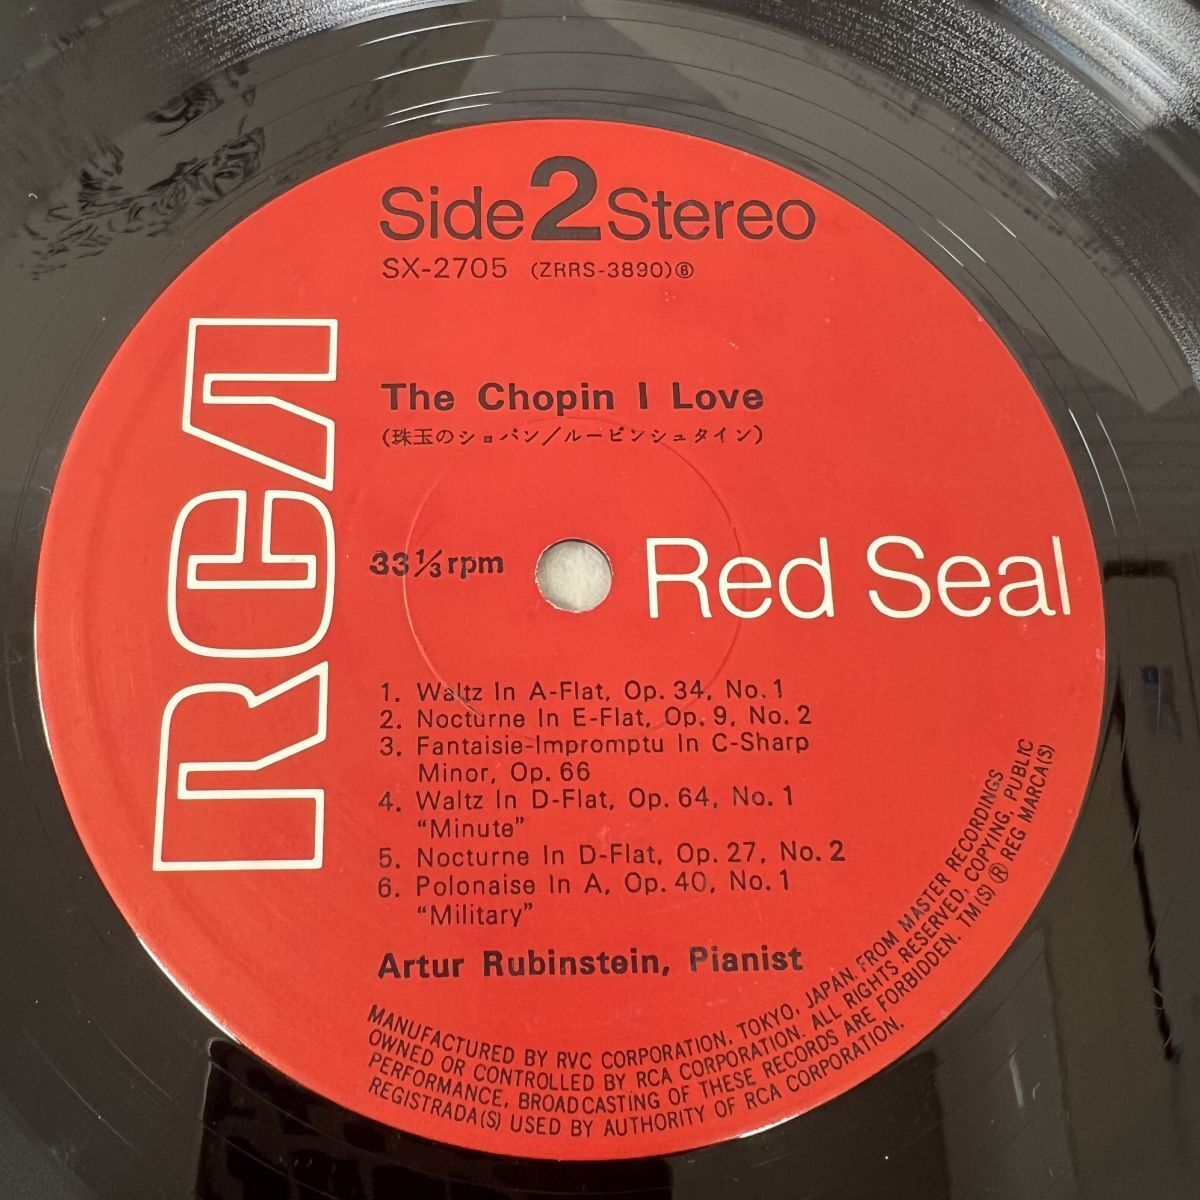 Side 2 Stereo
SX-2705 (ZRRS-3890)⑥
The Chopin I Love
(珠玉のショパン/ルービンシュタイン)
RCA
33⅓ rpm
Red Seal
1. Waltz In A-Flat, Op. 34, No. 1
2. Nocturne In E-Flat, Op. 9, No. 2
3. Fantaisie-Impromptu In C-Sharp
Minor, Op. 66
4. Waltz In D-Flat, Op. 64, No. 1
"Minute"
5. Nocturne In D-Flat, Op. 27, No. 2
6. Polonaise In A, Op. 40, No. 1
"Military"
Artur Rubinstein, Pianist
MANUFACTURED BY RVC CORPORATION, TOKYO, JAPAN. FROM MASTER RECORDINGS
OWNED OR CONTROLLED BY RCA CORPORATION. ALL RIGHTS RESERVED, COPYING, PUBLIC
PERFORMANCE, BROADCASTING OF THESE RECORDS ARE FORBIDDEN. TM(S) ® REG MARCA(S)
REGISTRADA(S) USED BY AUTHORITY OF RCA CORPORATION.